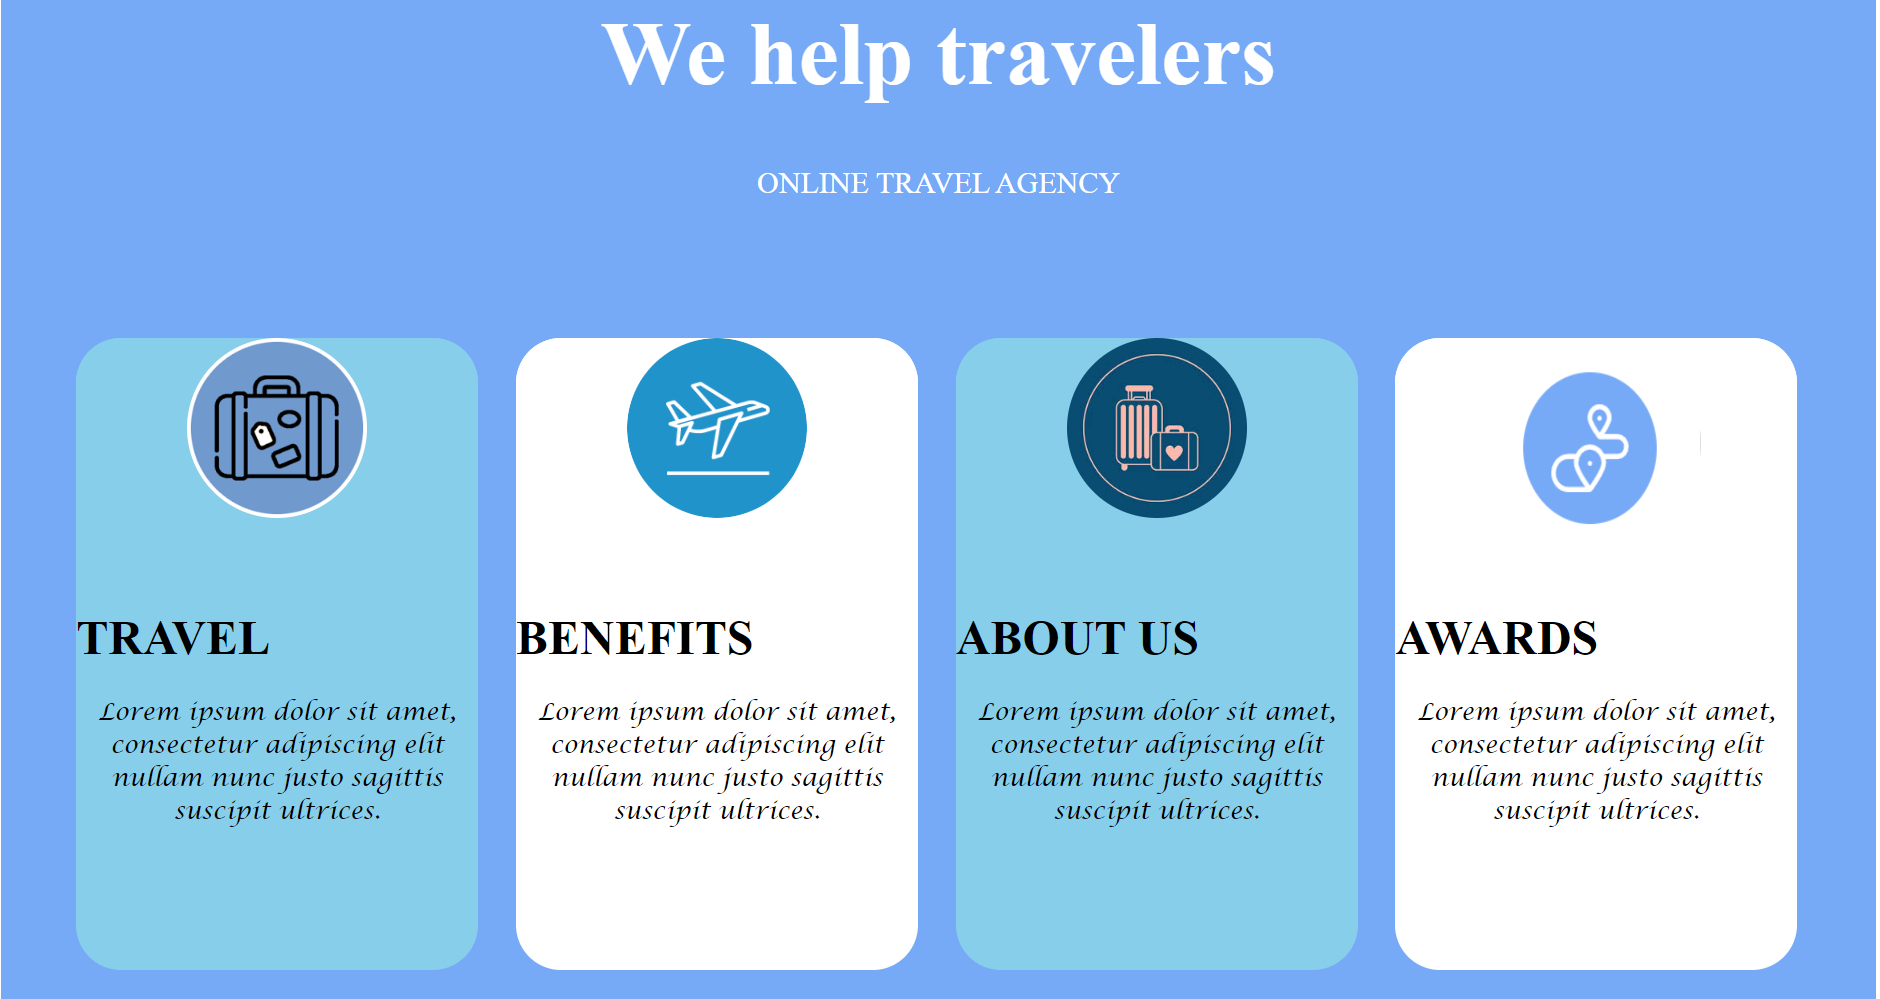 We help travelers
ONLINE TRAVEL AGENCY
TRAVEL
Lorem ipsum dolor sit amet,
consectetur adipiscing elit
nullam nunc justo sagittis
suscipit ultrices.
BENEFITS
Lorem ipsum dolor sit amet,
consectetur adipiscing elit
nullam nunc justo sagittis
suscipit ultrices.
ABOUT US
Lorem ipsum dolor sit amet,
consectetur adipiscing elit
nullam nunc justo sagittis
suscipit ultrices.
AWARDS
Lorem ipsum dolor sit amet,
consectetur adipiscing elit
nullam nunc justo sagittis
suscipit ultrices.